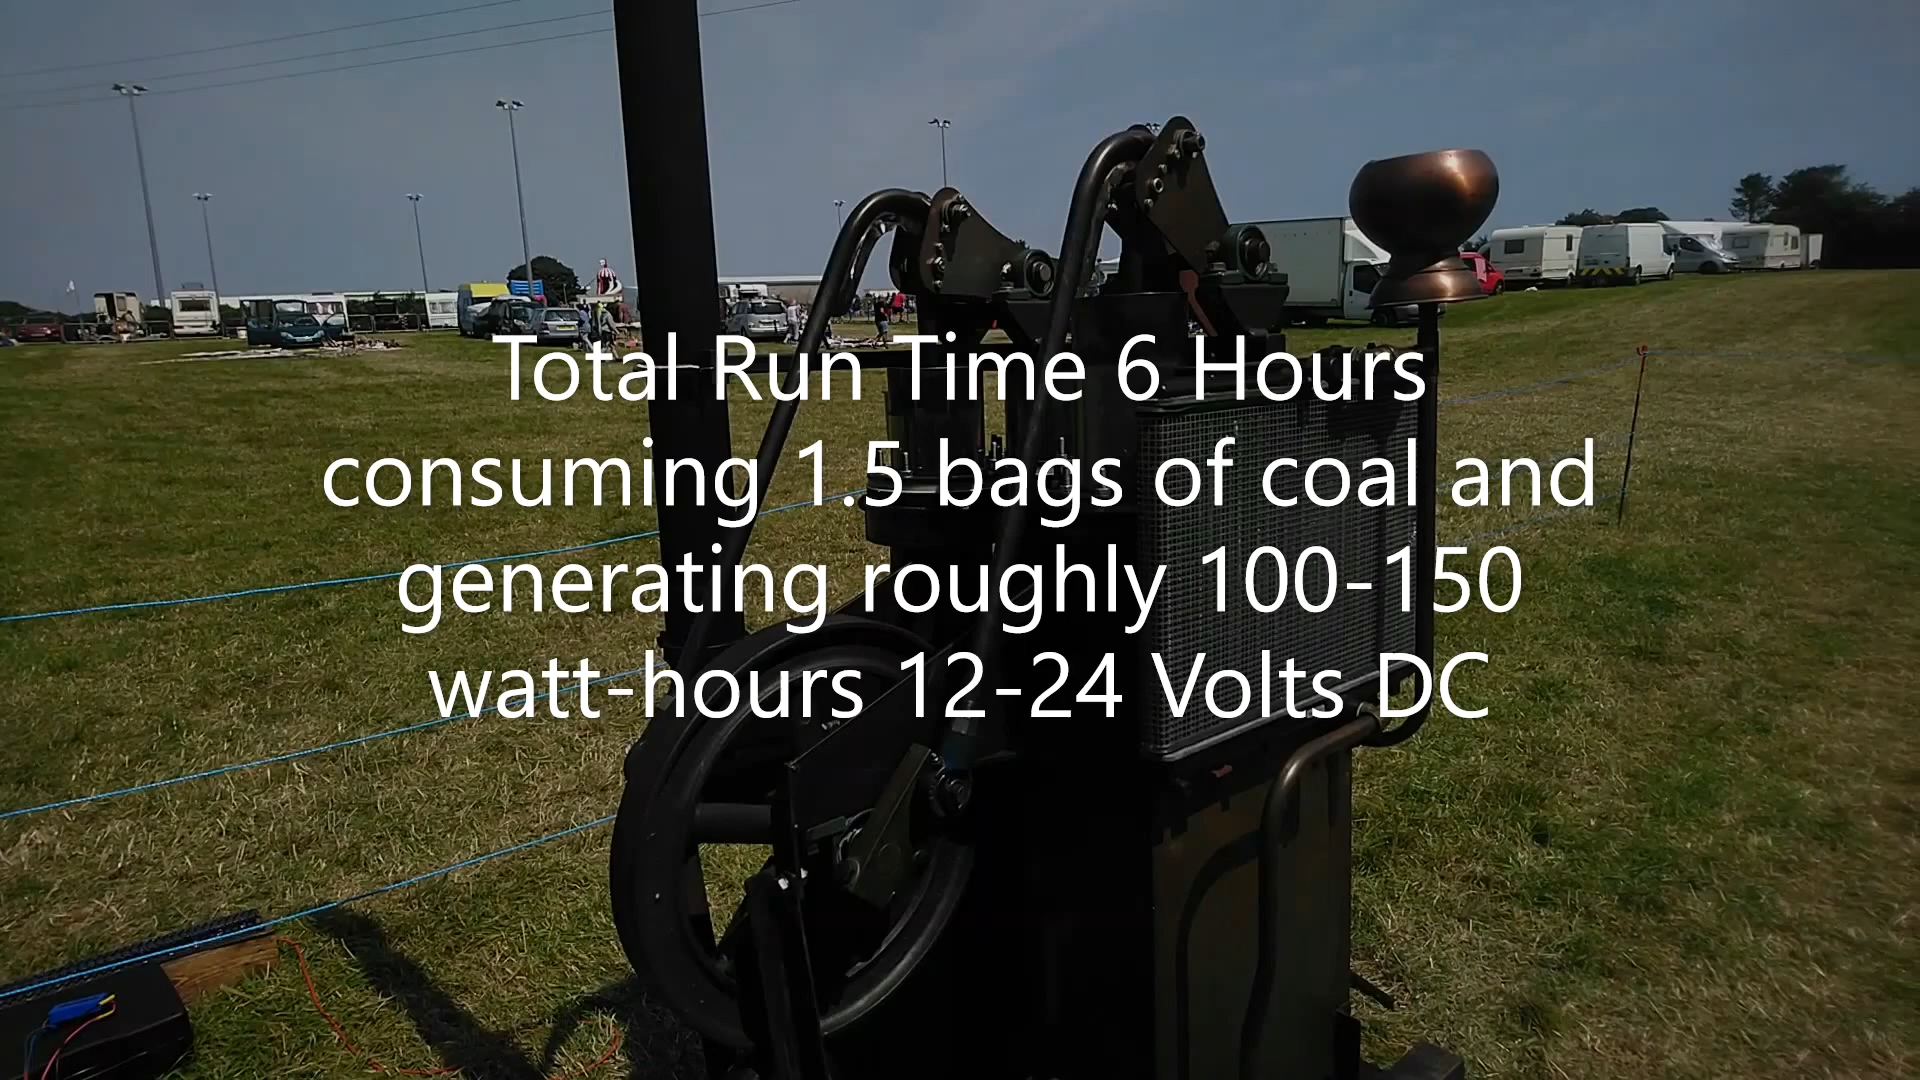 Total Run Time 6 Hours
consuming 1.5 bags of coal and
generating roughly 100-150
watt-hours 12-24 Volts DC